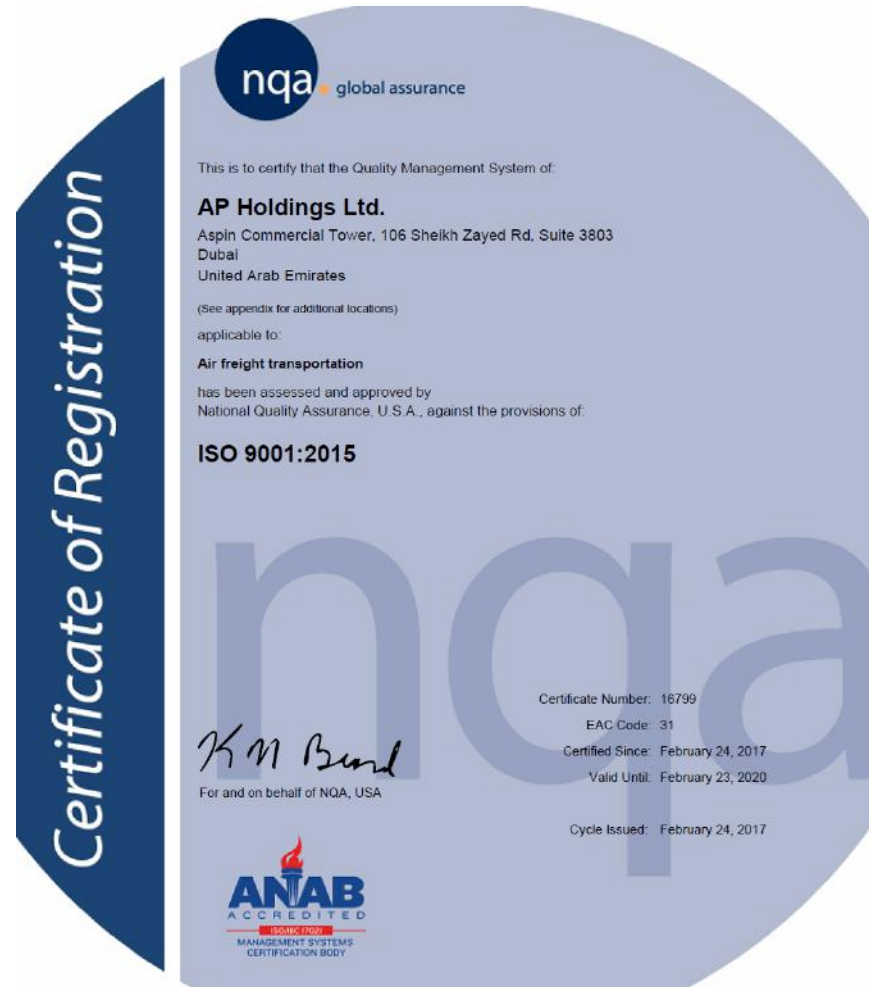 Certificate of Registration
nqa. global assurance
This is to certify that the Quality Management System of:
AP Holdings Ltd.
Aspin Commercial Tower, 106 Sheikh Zayed Rd, Suite 3803
Dubai
United Arab Emirates
(See appendix for additional locations)
applicable to:
Air freight transportation
has been assessed and approved by
National Quality Assurance, U.S.A., against the provisions of:
ISO 9001:2015
nqa
Certificate Number: 16799
EAC Code: 31
Certified Since: February 24, 2017
Valid Until: February 23, 2020
Cycle Issued: February 24, 2017
K M Beard
For and on behalf of NQA, USA
ANAB
ACCREDITED
ISO/IEC 17021
MANAGEMENT SYSTEMS
CERTIFICATION BODY